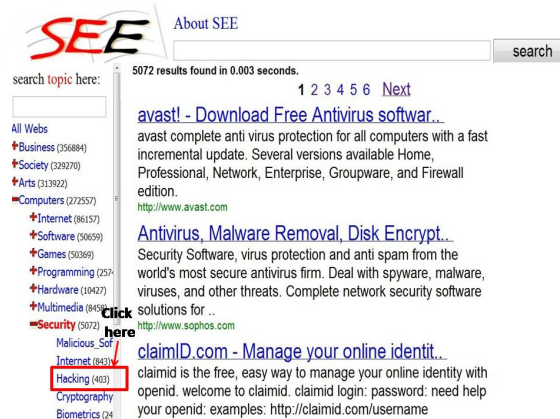 SEE
About SEE
search
search topic here:
All Webs
Business (356884)
Society (329270)
Arts (313922)
Computers (272557)
Internet (86157)
Software (50659)
Games (50369)
Programming (2574
Hardware (10427)
Multimedia (8458)
Security (5072)
Malicious_Sof
Internet (843)
Hacking (403)
Cryptography
Biometrics (24
Click
here
5072 results found in 0.003 seconds.
1 2 3 4 5 6 Next
avast! - Download Free Antivirus softwar..
avast complete anti virus protection for all computers with a fast
incremental update. Several versions available Home,
Professional, Network, Enterprise, Groupware, and Firewall
edition.
http://www.avast.com
Antivirus, Malware Removal, Disk Encrypt..
Security Software, virus protection and anti spam from the
world's most secure antivirus firm. Deal with spyware, malware,
viruses, and other threats. Complete network security software
solutions for ..
http://www.sophos.com
claimID.com - Manage your online identit..
claimid is the free, easy way to manage your online identity with
openid. welcome to claimid. claimid login: password: need help
your openid: examples: http://claimid.com/username